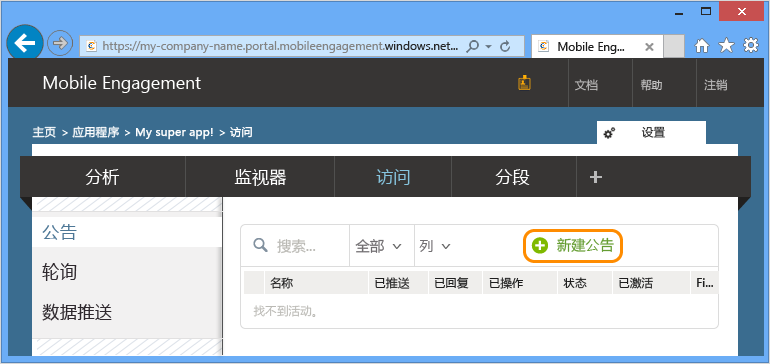 https://my-company-name.portal.mobileengagement.windows.net...
Mobile Eng...
Mobile Engagement
文档
帮助
注销
主页 > 应用程序 > My super app! > 访问
设置
分析
监视器
访问
分段
公告
轮询
数据推送
搜索...
全部
列
新建公告
名称
已推送
已回复
已操作
状态
已激活
Fi...
找不到活动。